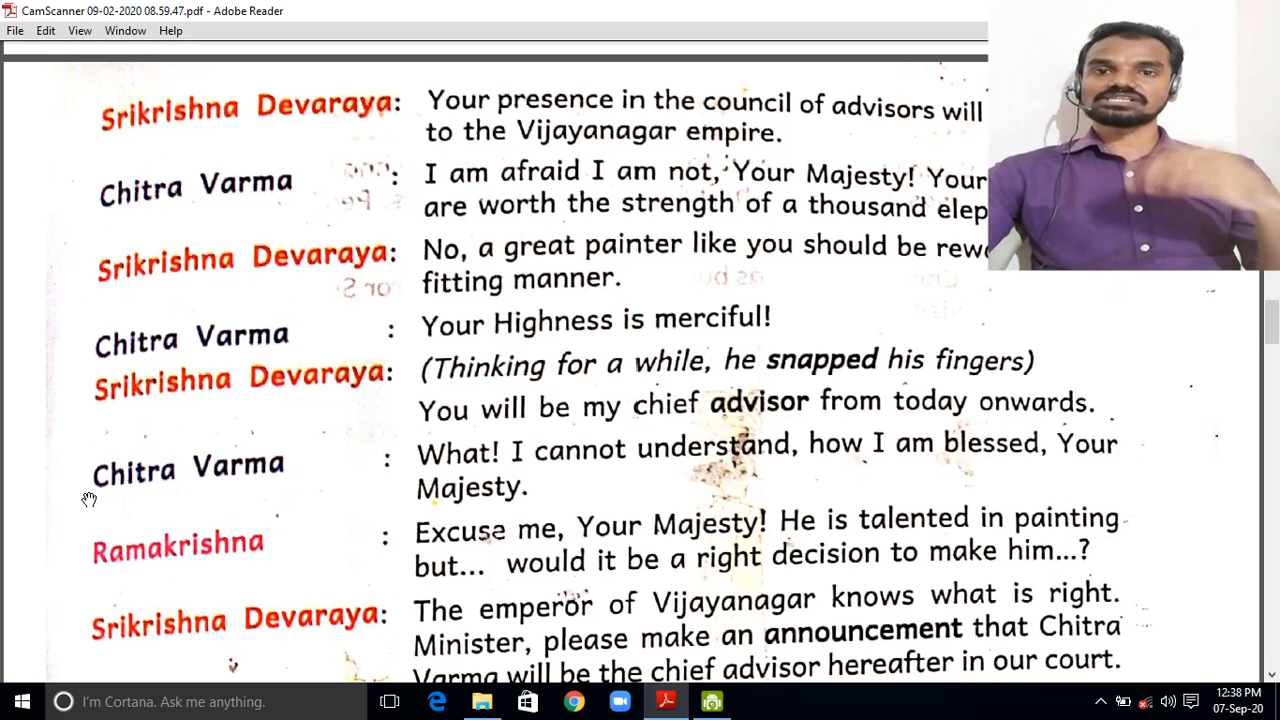 CamScanner 09-02-2020 08.59.47.pdf - Adobe Reader
File Edit View Window Help
Srikrishna Devaraya: Your presence in the council of advisors will
to the Vijayanagar empire.
Chitra Varma : I am afraid I am not, Your Majesty! Your
are worth the strength of a thousand elep
Srikrishna Devaraya: No, a great painter like you should be rew
fitting manner.
Chitra Varma : Your Highness is merciful!
Srikrishna Devaraya: (Thinking for a while, he snapped his fingers)
You will be my chief advisor from today onwards.
Chitra Varma : What! I cannot understand, how I am blessed, Your
Majesty.
Ramakrishna : Excuse me, Your Majesty! He is talented in painting
but... would it be a right decision to make him...?
Srikrishna Devaraya: The emperor of Vijayanagar knows what is right.
Minister, please make an announcement that Chitra
Varma will be the chief advisor hereafter in our court.
I'm Cortana. Ask me anything.
12:38 PM
07-Sep-20